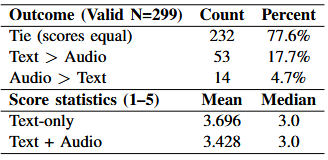 Outcome (Valid N=299) Count Percent
Tie (scores equal) 232 77.6%
Text > Audio 53 17.7%
Audio > Text 14 4.7%
Score statistics (1–5) Mean Median
Text-only 3.696 3.0
Text + Audio 3.428 3.0